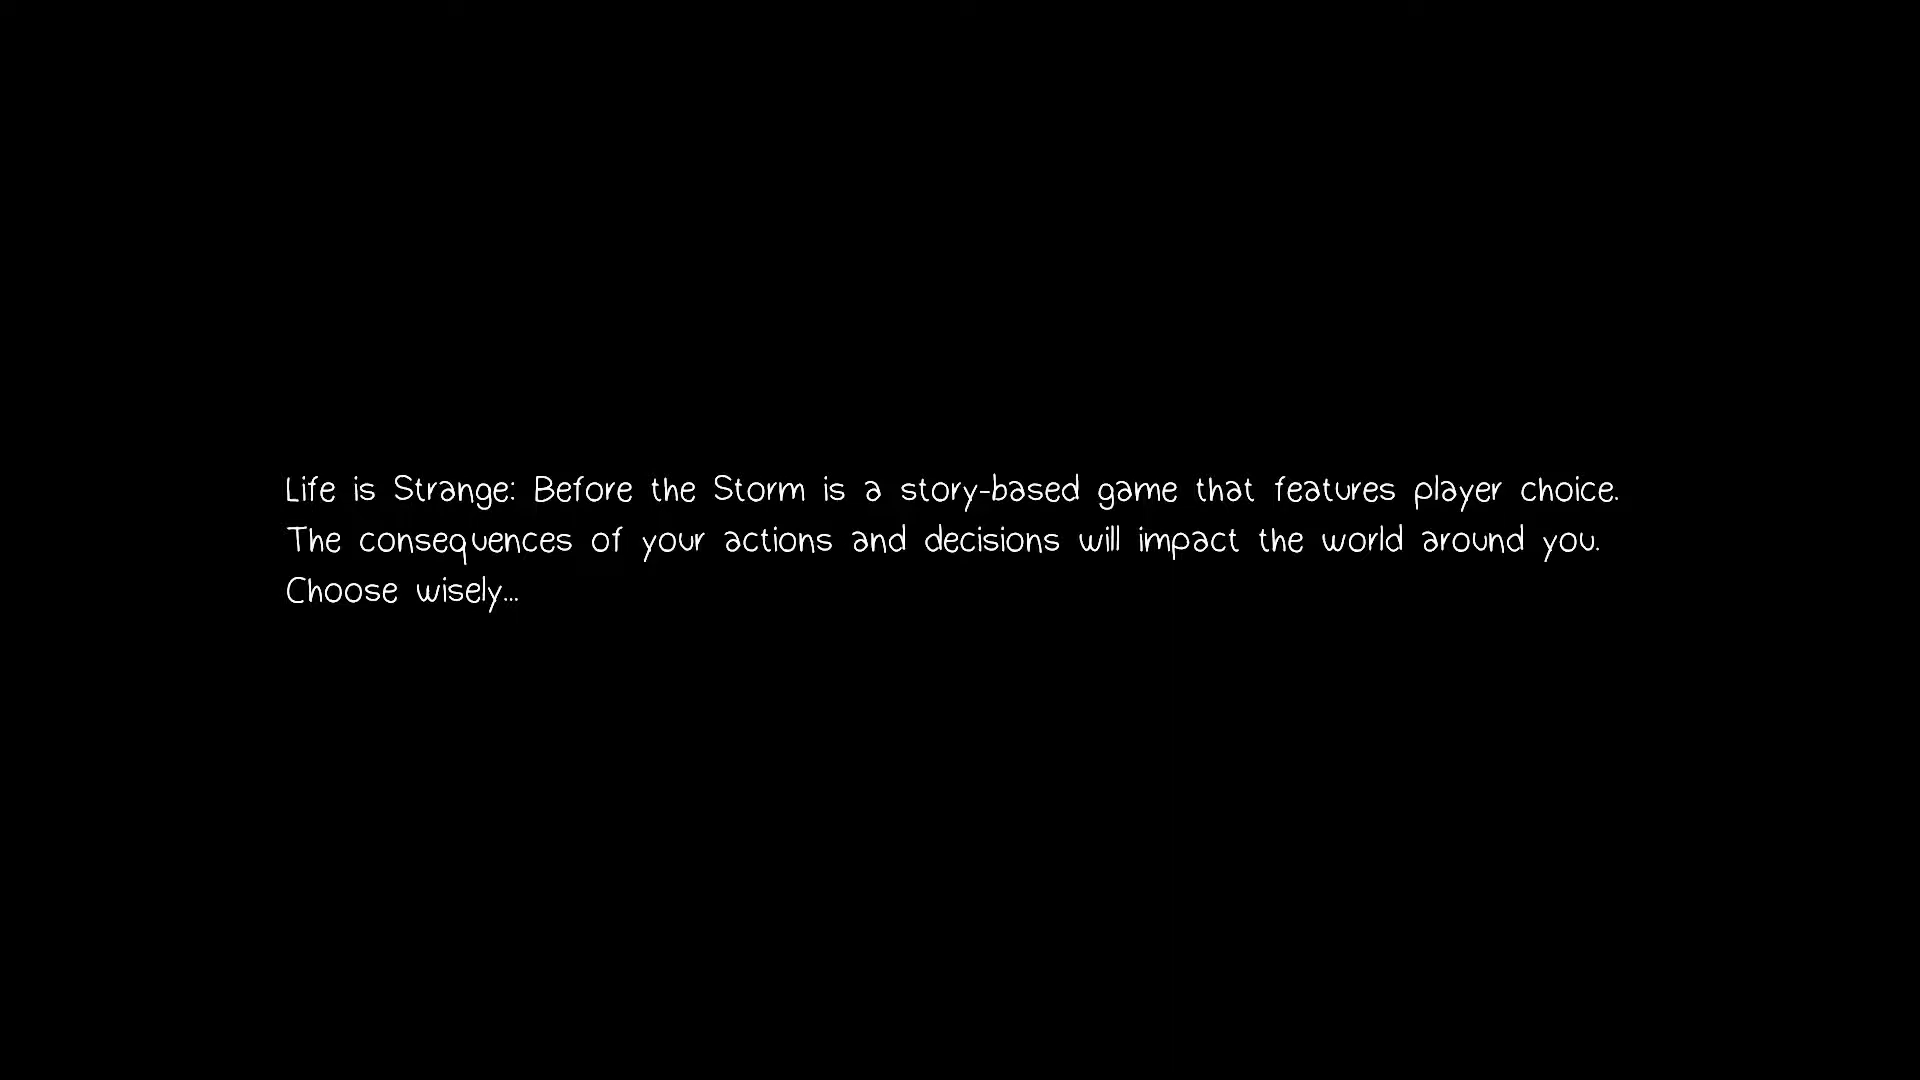 Life is Strange: Before the Storm is a story-based game that features player choice.
The consequences of your actions and decisions will impact the world around you.
Choose wisely...